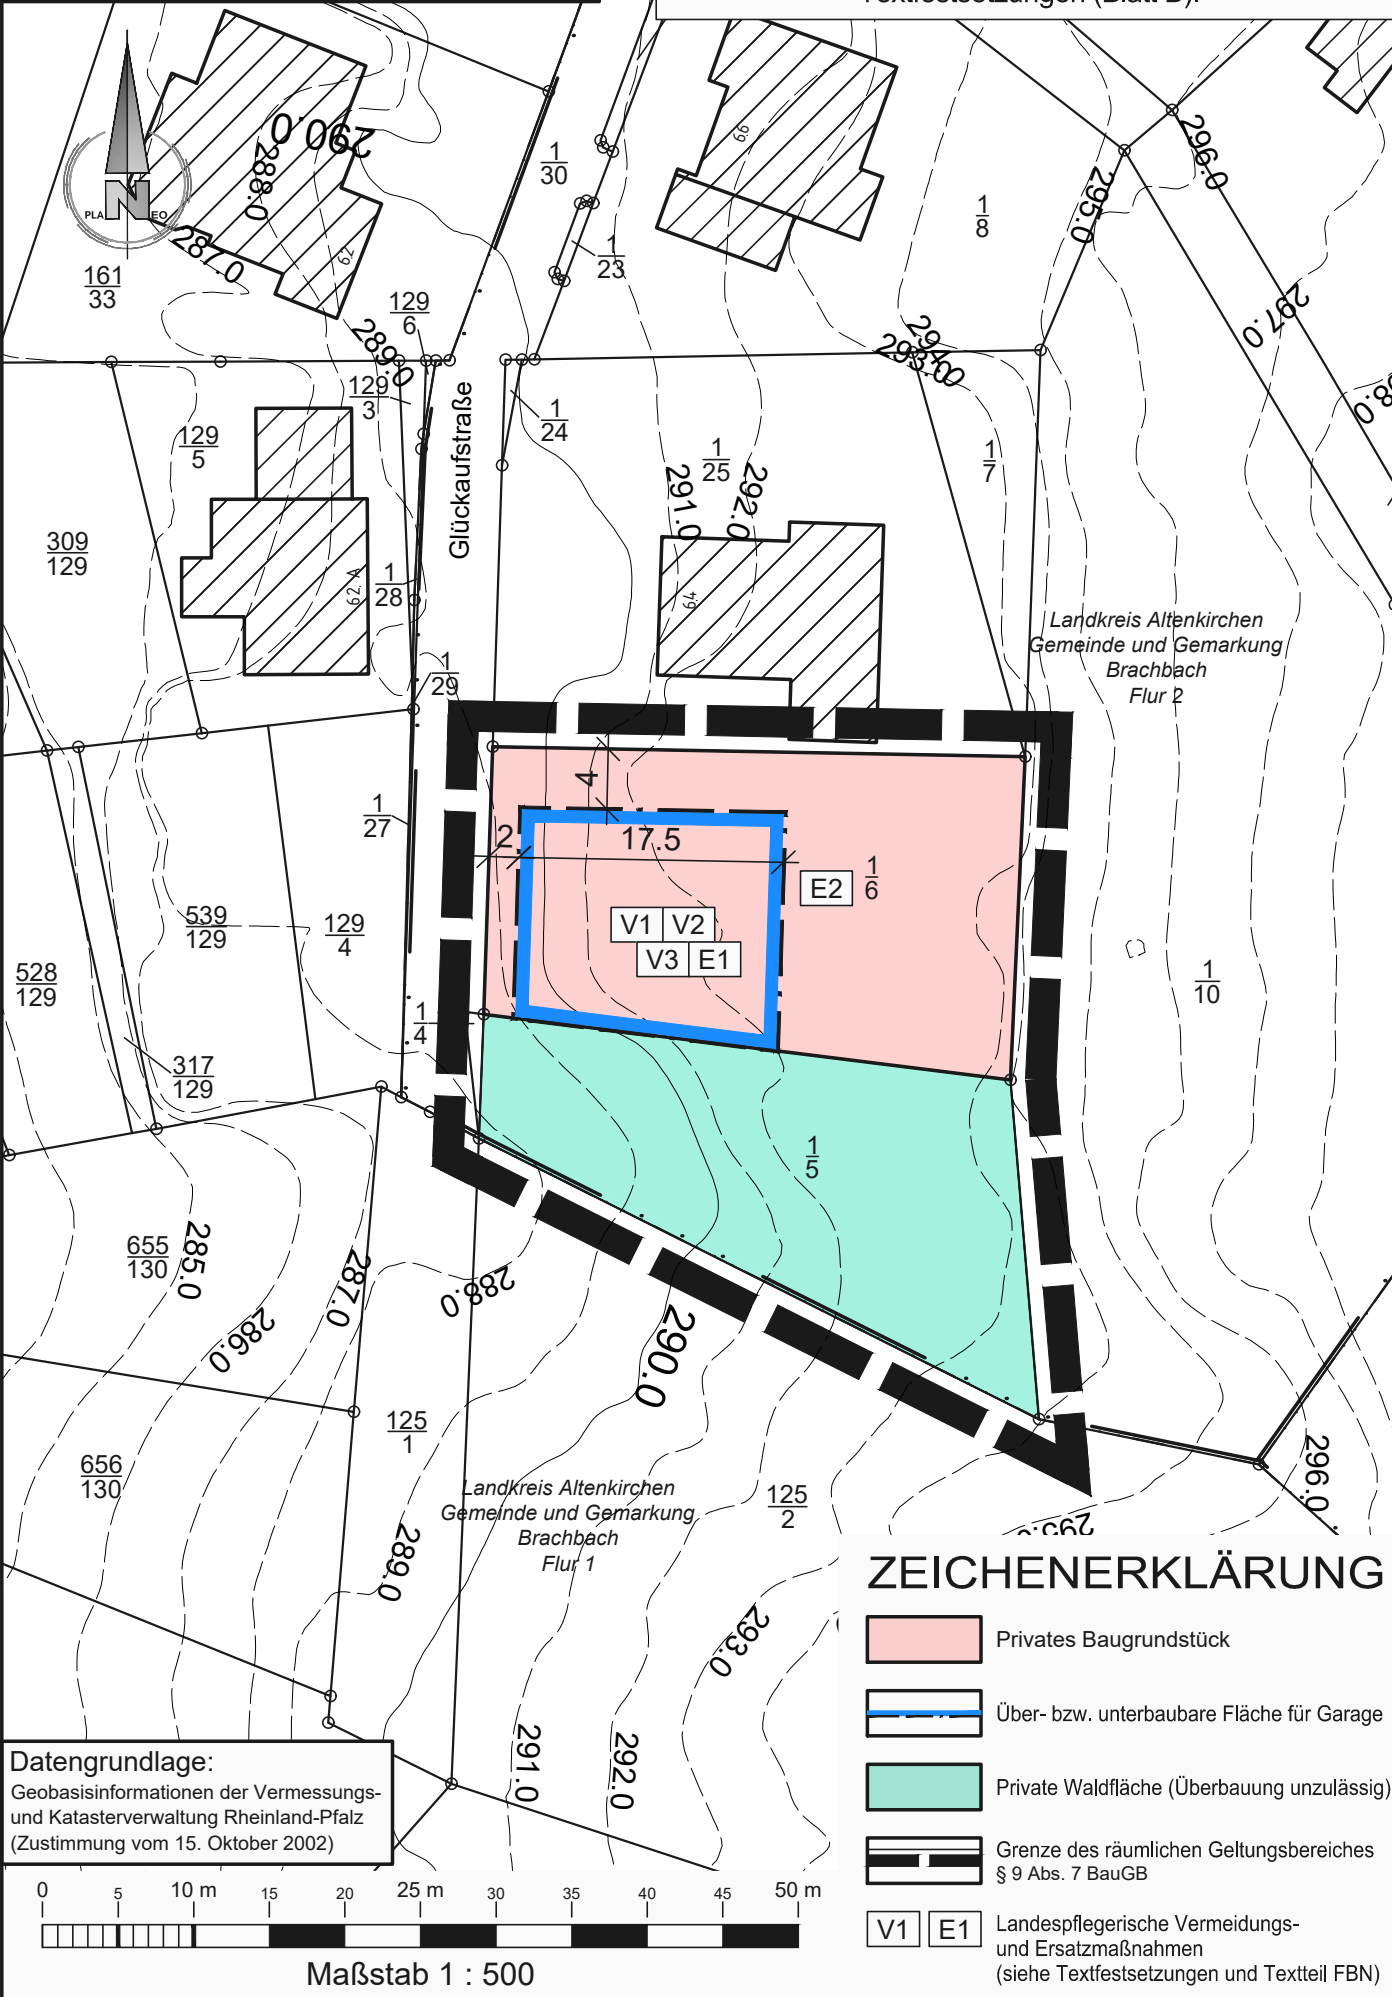 Textfestsetzungen (Blatt B).
290.0
288.0
287.0
62
PLA
N
EO
161
33
129
6
289.0
129
3
1
30
1
23
66
1
8
295.0
296.0
297.0
294.0
293.0
129
5
Glückaufstraße
1
24
1
25
291.0
292.0
1
7
309
129
62 A
1
28
64
Landkreis Altenkirchen
Gemeinde und Gemarkung
Brachbach
Flur 2
1
29
4
1
27
2
17.5
E2
1
6
V1
V2
V3
E1
539
129
129
4
528
129
1
4
1
10
317
129
1
5
655
130
285.0
286.0
287.0
288.0
290.0
125
1
656
130
289.0
Landkreis Altenkirchen
Gemeinde und Gemarkung
Brachbach
Flur 1
125
2
296.0
293.0
291.0
292.0
ZEICHENERKLÄRUNG
Privates Baugrundstück
Über- bzw. unterbaubare Fläche für Garage
Private Waldfläche (Überbauung unzulässig)
Grenze des räumlichen Geltungsbereiches
§ 9 Abs. 7 BauGB
V1 E1
Landespflegerische Vermeidungs-
und Ersatzmaßnahmen
(siehe Textfestsetzungen und Textteil FBN)
Datengrundlage:
Geobasisinformationen der Vermessungs-
und Katasterverwaltung Rheinland-Pfalz
(Zustimmung vom 15. Oktober 2002)
0 5 10 m 15 20 25 m 30 35 40 45 50 m
Maßstab 1 : 500